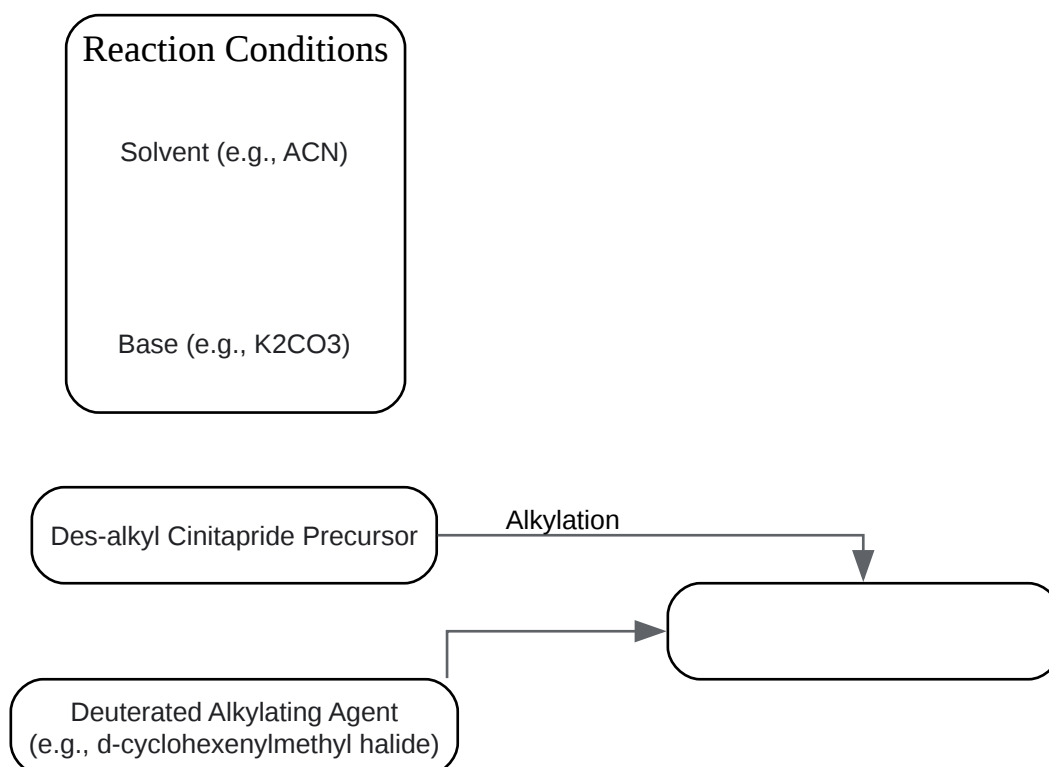 Reaction Conditions
Solvent (e.g., ACN)
Base (e.g., K2CO3)
Des-alkyl Cinitapride Precursor
Alkylation
Deuterated Alkylating Agent
(e.g., d-cyclohexenylmethyl halide)